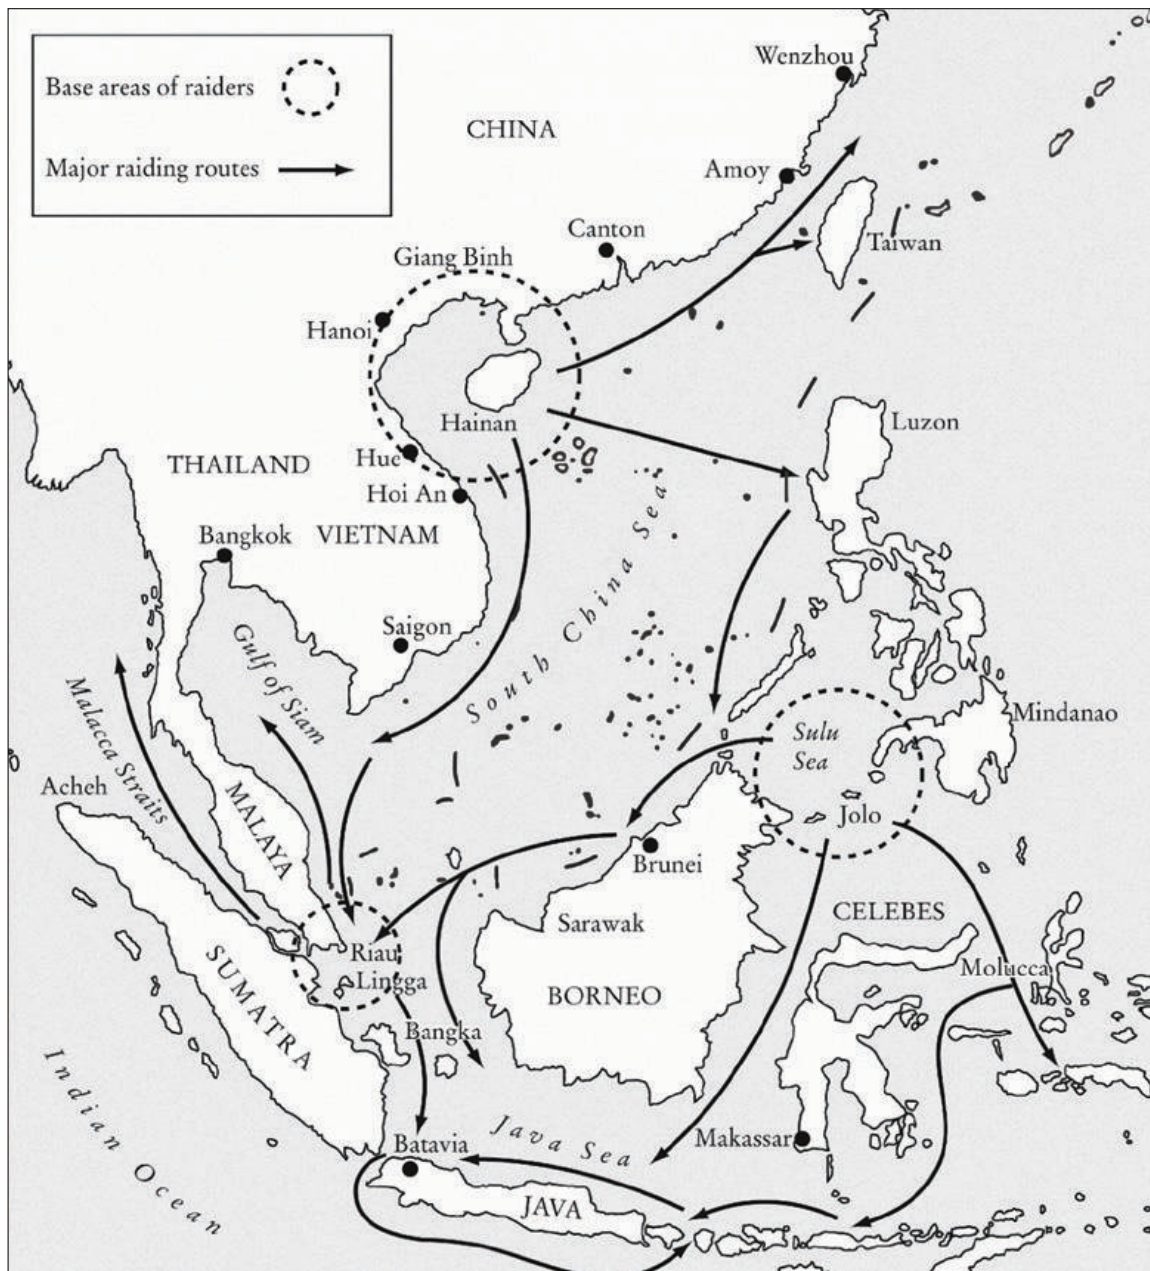 Base areas of raiders
Major raiding routes
Wenzhou
CHINA
Amoy
Canton
Taiwan
Giang Binh
Hanoi
Hainan
Luzon
Hue
THAILAND
Hoi An
Bangkok
VIETNAM
South China Sea
Saigon
Gulf of Siam
Malacca Straits
Mindanao
Sulu
Sea
Acheh
MALAYA
Jolo
Brunei
Sarawak
CELEBES
Riau
Lingga
Molucca
SUMATRA
BORNEO
Bangka
Indian Ocean
Java Sea
Makassar
Batavia
JAVA